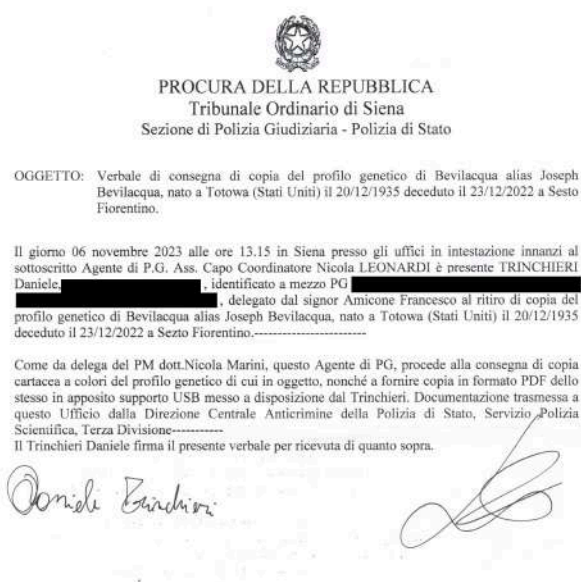 PROCURA DELLA REPUBBLICA
Tribunale Ordinario di Siena
Sezione di Polizia Giudiziaria - Polizia di Stato
OGGETTO: Verbale di consegna di copia del profilo genetico di Bevilacqua alias Joseph
Bevilacqua, nato a Totowa (Stati Uniti) il 20/12/1935 deceduto il 23/12/2022 a Sesto
Fiorentino.
Il giorno 06 novembre 2023 alle ore 13.15 in Siena presso gli uffici in intestazione innanzi al
sottoscritto Agente di P.G. Ass. Capo Coordinatore Nicola LEONARDI è presente TRINCHIERI
Daniele, , identificato a mezzo PG
, delegato dal signor Amicone Francesco al ritiro di copia del
profilo genetico di Bevilacqua alias Joseph Bevilacqua, nato a Totowa (Stati Uniti) il 20/12/1935
deceduto il 23/12/2022 a Sezto Fiorentino.------------------------
Come da delega del PM dott.Nicola Marini, questo Agente di PG, procede alla consegna di copia
cartacea a colori del profilo genetico di cui in oggetto, nonché a fornire copia in formato PDF dello
stesso in apposito supporto USB messo a disposizione dal Trinchieri. Documentazione trasmessa a
questo Ufficio dalla Direzione Centrale Anticrimine della Polizia di Stato, Servizio Polizia
Scientifica, Terza Divisione-----------
Il Trinchieri Daniele firma il presente verbale per ricevuta di quanto sopra.
Daniele Trinchieri